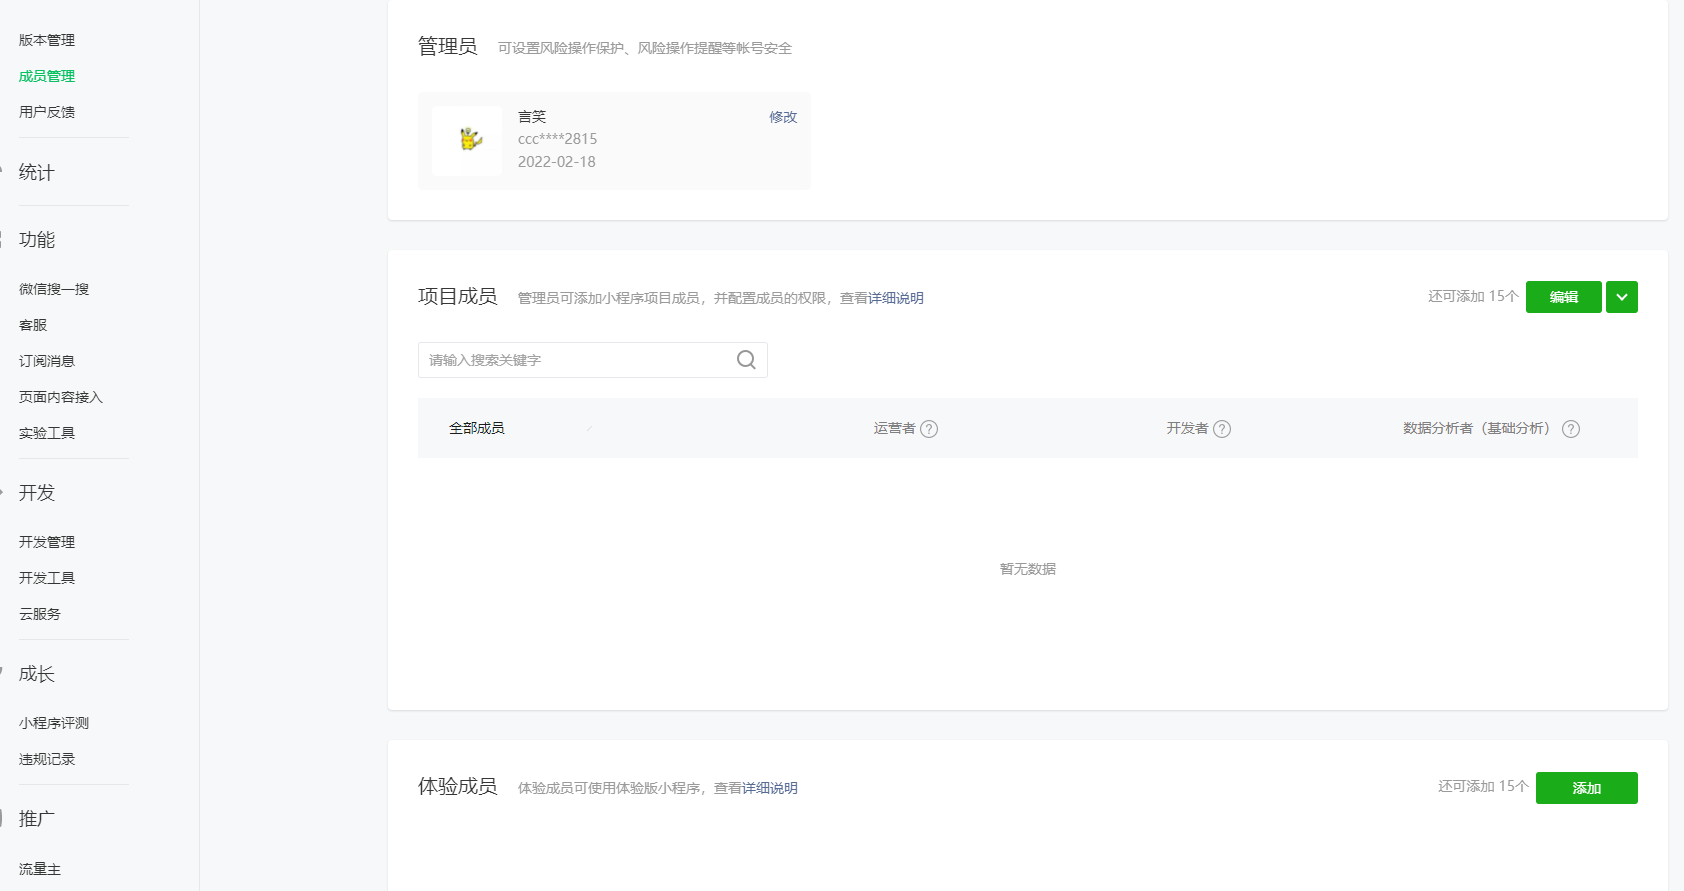 版本管理
成员管理
用户反馈
统计
功能
微信搜一搜
客服
订阅消息
页面内容接入
实验工具
开发
开发管理
开发工具
云服务
成长
小程序评测
违规记录
推广
流量主
管理员 可设置风险操作保护、风险操作提醒等帐号安全
言笑 修改
ccc****2815
2022-02-18
项目成员 管理员可添加小程序项目成员，并配置成员的权限，查看详细说明 还可添加 15个 编辑
请输入搜索关键字
全部成员 运营者 ? 开发者 ? 数据分析者（基础分析） ?
暂无数据
体验成员 体验成员可使用体验版小程序，查看详细说明 还可添加 15个 添加